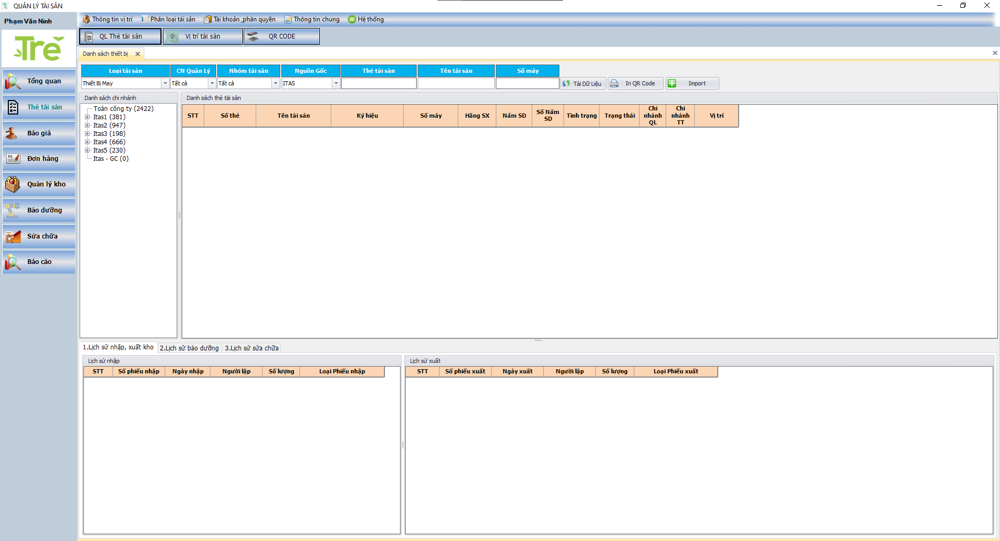 QUẢN LÝ TÀI SẢN
Phạm Văn Ninh
Thông tin vị trí
Phân loại tài sản
Tài khoản _phân quyền
Thông tin chung
Hệ thống
QL Thẻ tài sản
Vị trí tài sản
QR CODE
Trẻ
Tổng quan
Thẻ tài sản
Báo giá
Đơn hàng
Quản lý kho
Bảo dưỡng
Sửa chữa
Báo cáo
Danh sách thiết bị
Loại tài sản
CN Quản Lý
Nhóm tài sản
Nguồn Gốc
Thẻ tài sản
Tên tài sản
Số máy
Thiết Bị May
Tất cả
Tất cả
ITAS
Tải Dữ Liệu
In QR Code
Import
Danh sách chi nhánh
Toàn công ty (2422)
Itas1 (381)
Itas2 (947)
Itas3 (198)
Itas4 (666)
Itas5 (230)
Itas - GC (0)
Danh sách thẻ tài sản
STT
Số thẻ
Tên tài sản
Ký hiệu
Số máy
Hãng SX
Năm SD
Số Năm SD
Tình trạng
Trạng thái
Chi nhánh QL
Chi nhánh TT
Vị trí
1.Lịch sử nhập, xuất kho
2.Lịch sử bảo dưỡng
3.Lịch sử sửa chữa
Lịch sử nhập
STT
Số phiếu nhập
Ngày nhập
Người lập
Số lượng
Loại Phiếu nhập
Lịch sử xuất
STT
Số phiếu xuất
Ngày xuất
Người lập
Số lượng
Loại Phiếu xuất